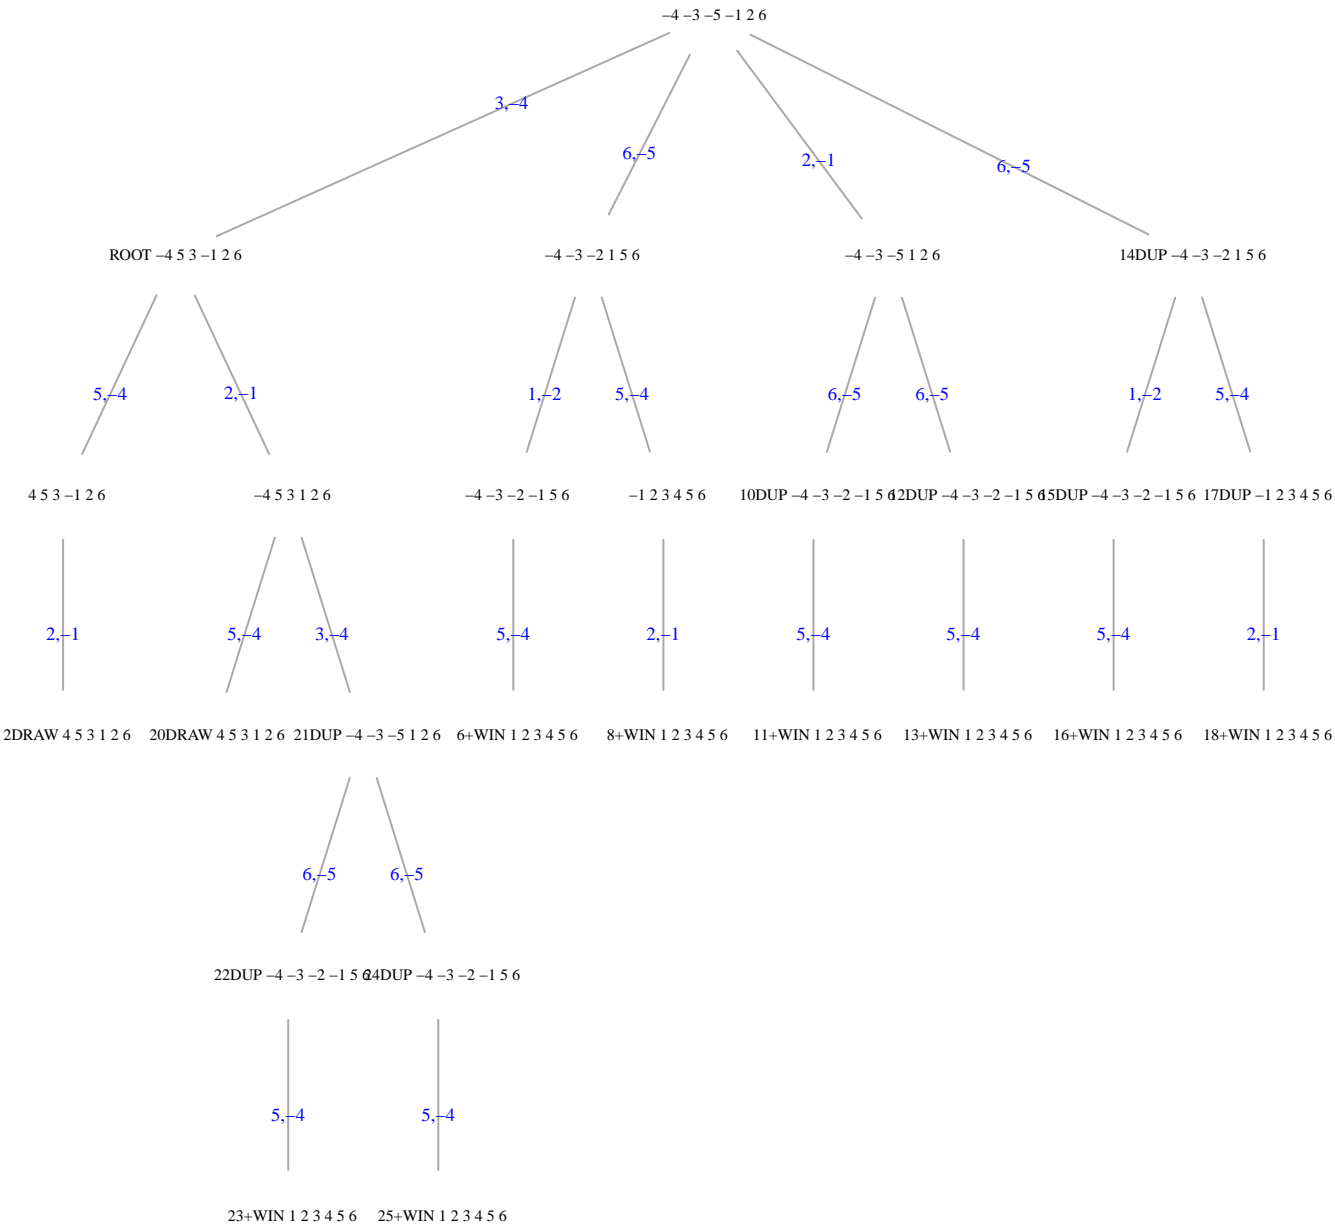 −4 −3 −5 −1 2 6
3,−4
6,−5
2,−1
6,−5
ROOT −4 5 3 −1 2 6
−4 −3 −2 1 5 6
−4 −3 −5 1 2 6
14DUP −4 −3 −2 1 5 6
5,−4
2,−1
1,−2
5,−4
6,−5
6,−5
1,−2
5,−4
4 5 3 −1 2 6
−4 5 3 1 2 6
−4 −3 −2 −1 5 6
−1 2 3 4 5 6
10DUP −4 −3 −2 −1 5 6
12DUP −4 −3 −2 −1 5 6
15DUP −4 −3 −2 −1 5 6
17DUP −1 2 3 4 5 6
2,−1
5,−4
3,−4
5,−4
2,−1
5,−4
5,−4
5,−4
2,−1
2DRAW 4 5 3 1 2 6
20DRAW 4 5 3 1 2 6
21DUP −4 −3 −5 1 2 6
6+WIN 1 2 3 4 5 6
8+WIN 1 2 3 4 5 6
11+WIN 1 2 3 4 5 6
13+WIN 1 2 3 4 5 6
16+WIN 1 2 3 4 5 6
18+WIN 1 2 3 4 5 6
6,−5
6,−5
22DUP −4 −3 −2 −1 5 6
24DUP −4 −3 −2 −1 5 6
5,−4
5,−4
23+WIN 1 2 3 4 5 6
25+WIN 1 2 3 4 5 6